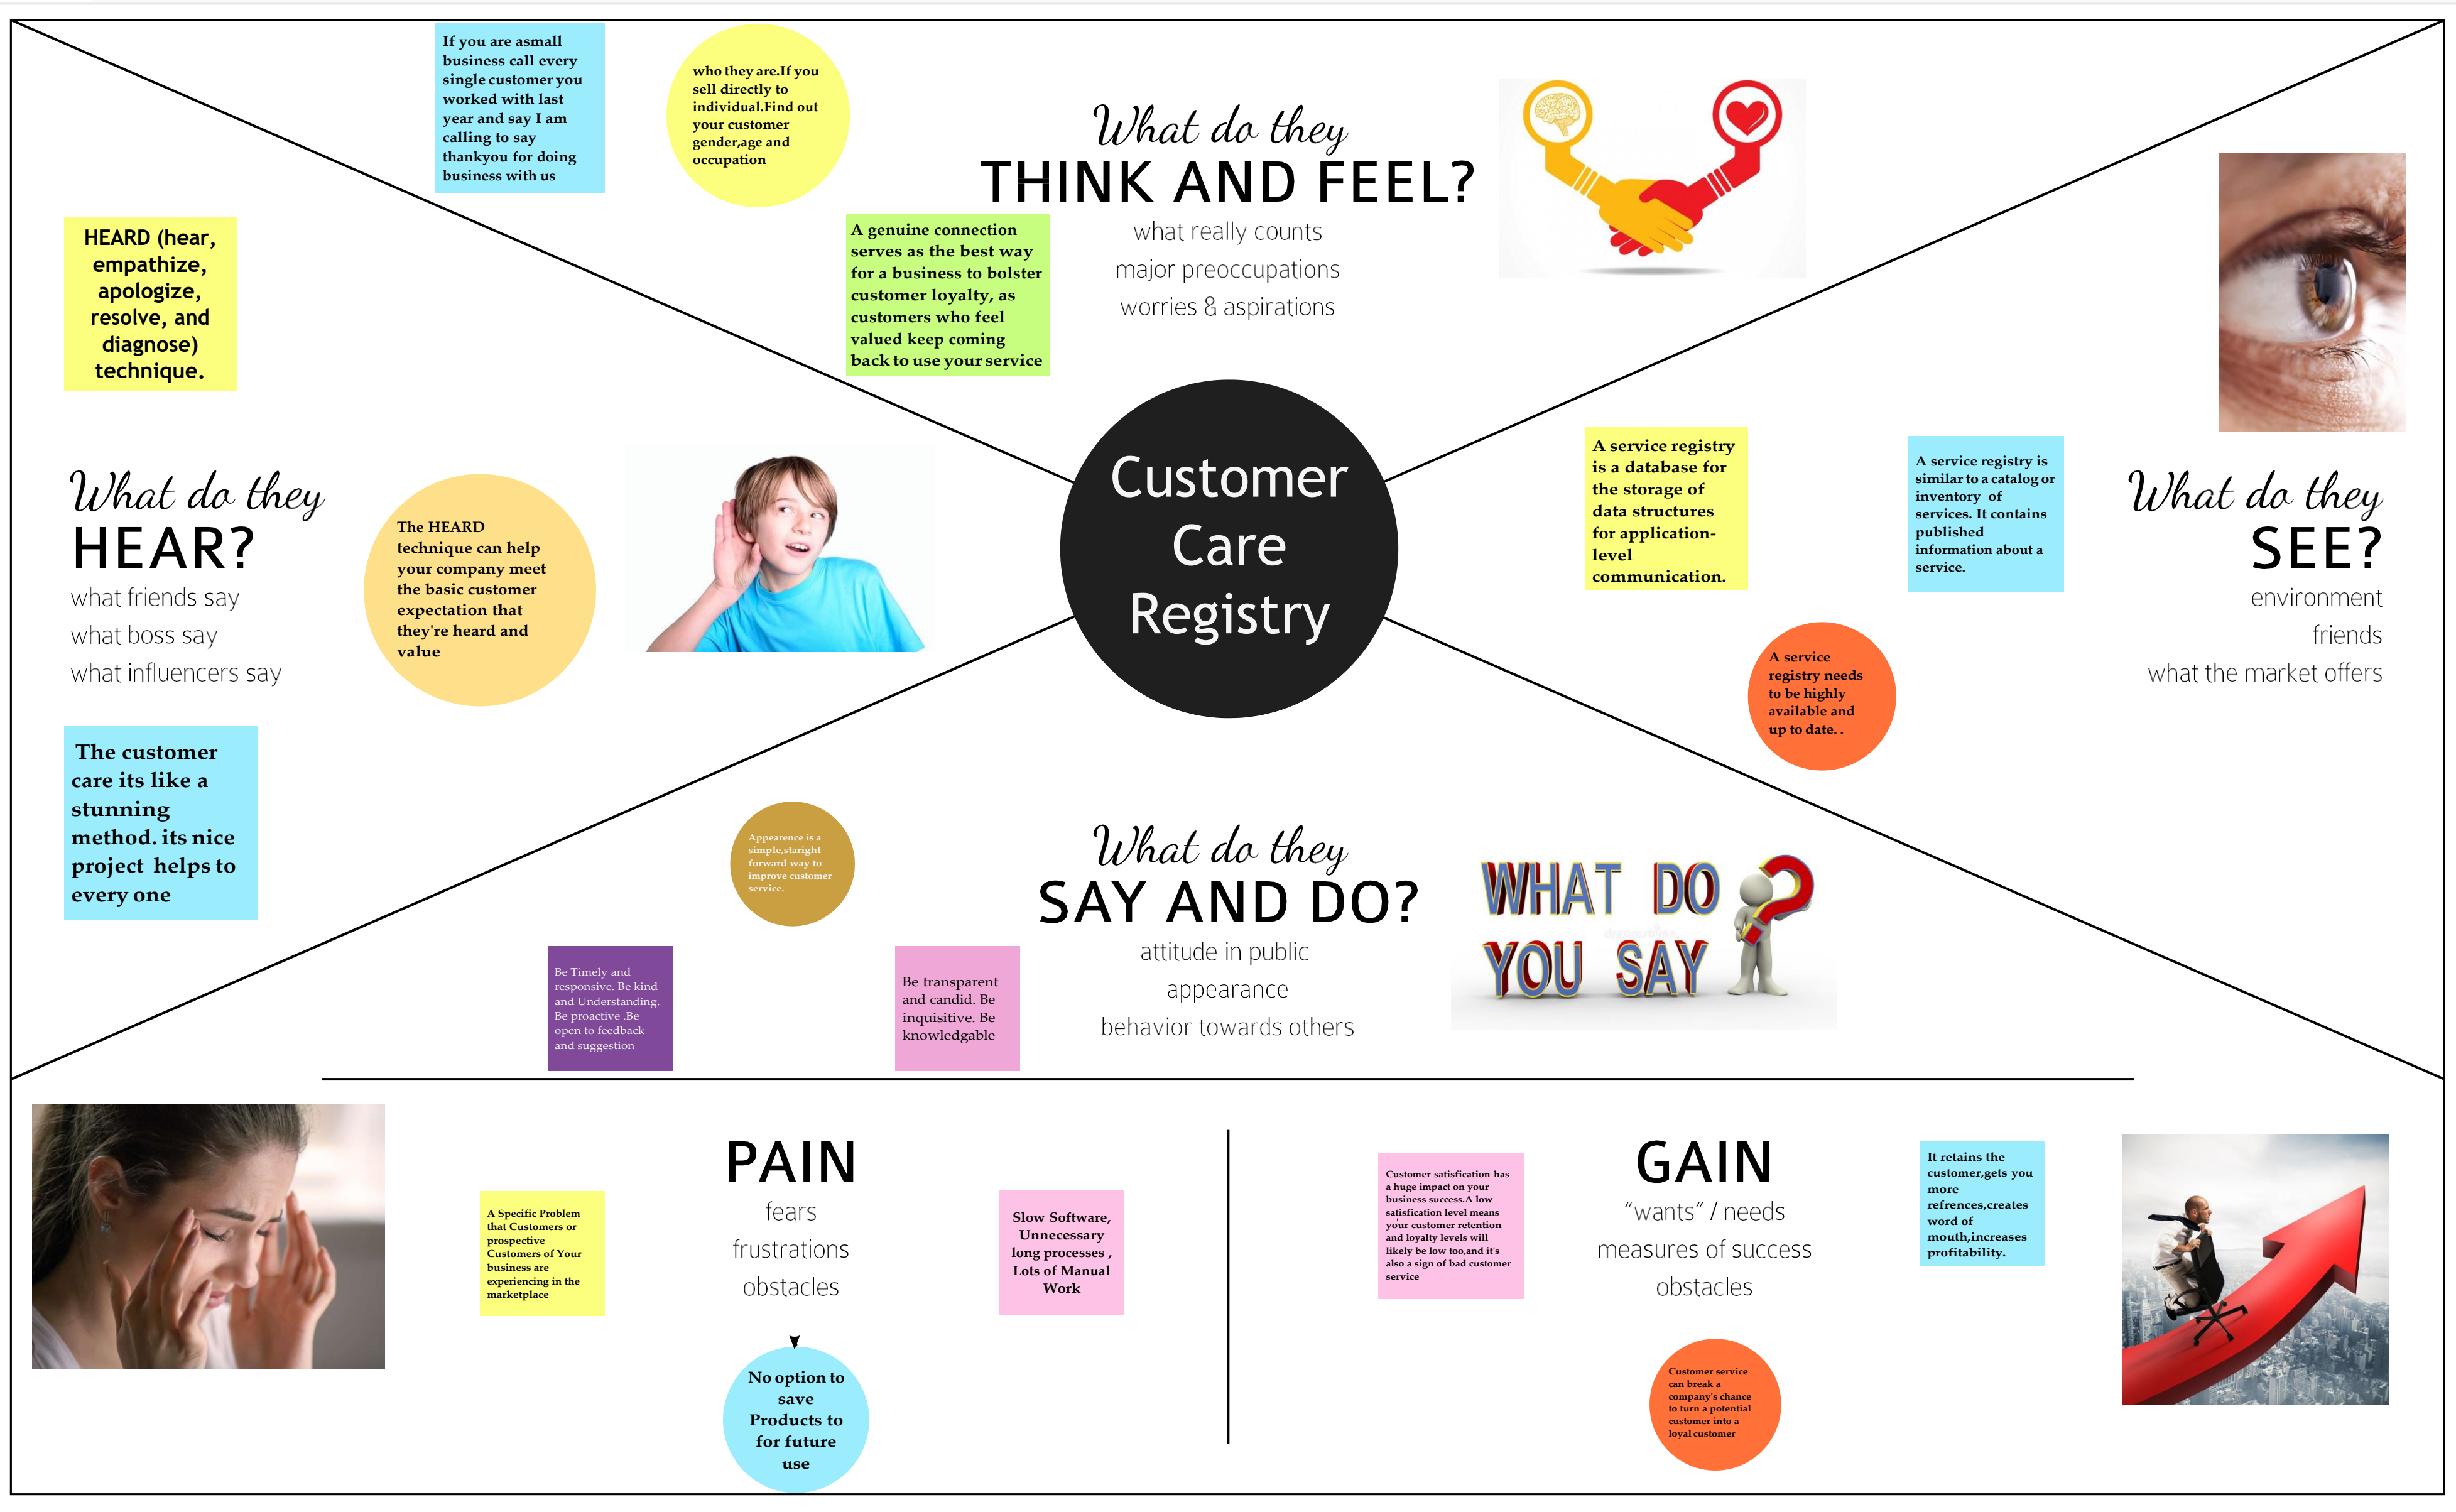 If you are asmall
business call every
single customer you
worked with last
year and say I am
calling to say
thankyou for doing
business with us
who they are.If you
sell directly to
individual.Find out
your customer
gender,age and
occupation
What do they
THINK AND FEEL?
what really counts
major preoccupations
worries & aspirations
A genuine connection
serves as the best way
for a business to bolster
customer loyalty, as
customers who feel
valued keep coming
back to use your service
HEARD (hear,
empathize,
apologize,
resolve, and
diagnose)
technique.
What do they
HEAR?
what friends say
what boss say
what influencers say
The HEARD
technique can help
your company meet
the basic customer
expectation that
they're heard and
value
The customer
care its like a
stunning
method. its nice
project helps to
every one
Customer
Care
Registry
A service registry
is a database for
the storage of
data structures
for application-
level
communication.
A service registry is
similar to a catalog or
inventory of
services. It contains
published
information about a
service.
A service
registry needs
to be highly
available and
up to date. .
What do they
SEE?
environment
friends
what the market offers
Appearence is a
simple,staright
forward way to
improve customer
service.
Be Timely and
responsive. Be kind
and Understanding.
Be proactive .Be
open to feedback
and suggestion
Be transparent
and candid. Be
inquisitive. Be
knowledgable
What do they
SAY AND DO?
attitude in public
appearance
behavior towards others
WHAT DO
YOU SAY
dreamstime
A Specific Problem
that Customers or
prospective
Customers of Your
business are
experiencing in the
marketplace
PAIN
fears
frustrations
obstacles
Slow Software,
Unnecessary
long processes ,
Lots of Manual
Work
No option to
save
Products to
for future
use
Customer satisfication has
a huge impact on your
business success.A low
satisfication level means
your customer retention
and loyalty levels will
likely be low too,and it's
also a sign of bad customer
service
GAIN
"wants" / needs
measures of success
obstacles
It retains the
customer,gets you
more
refrences,creates
word of
mouth,increases
profitability.
Customer service
can break a
company's chance
to turn a potential
customer into a
loyal customer